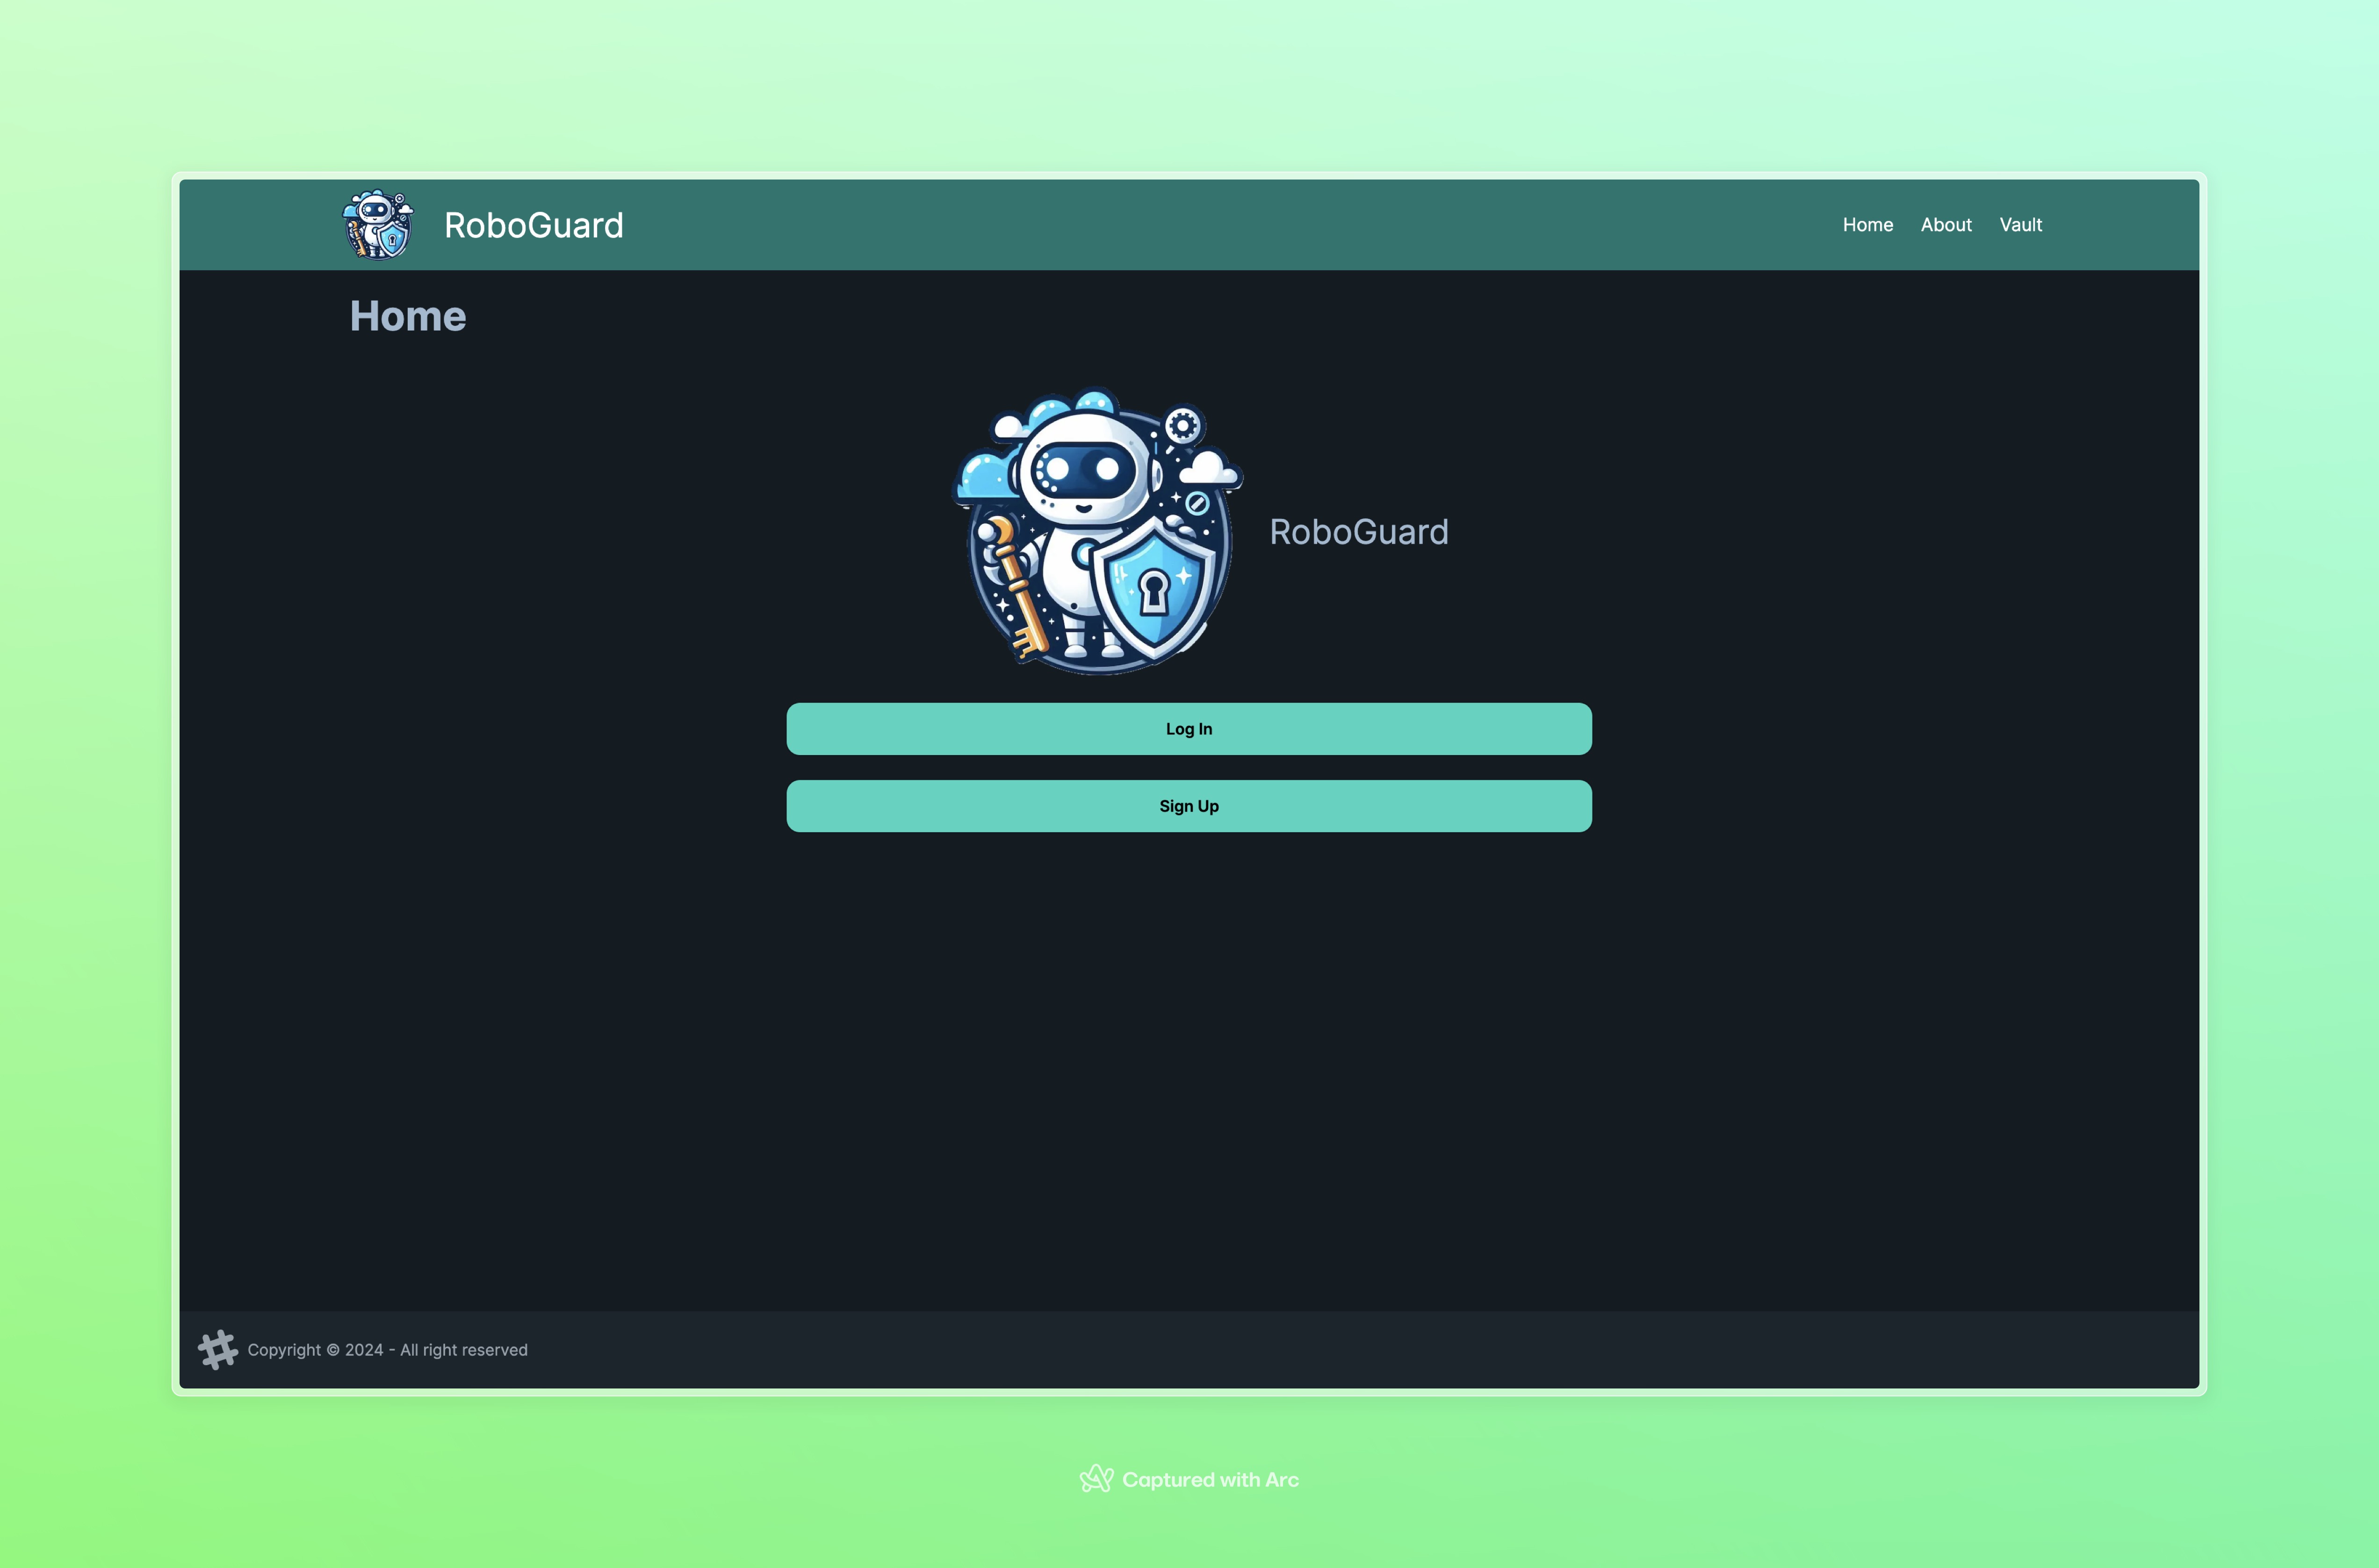 RoboGuard
Home About Vault
Home
RoboGuard
Log In
Sign Up
Copyright © 2024 - All right reserved
Captured with Arc